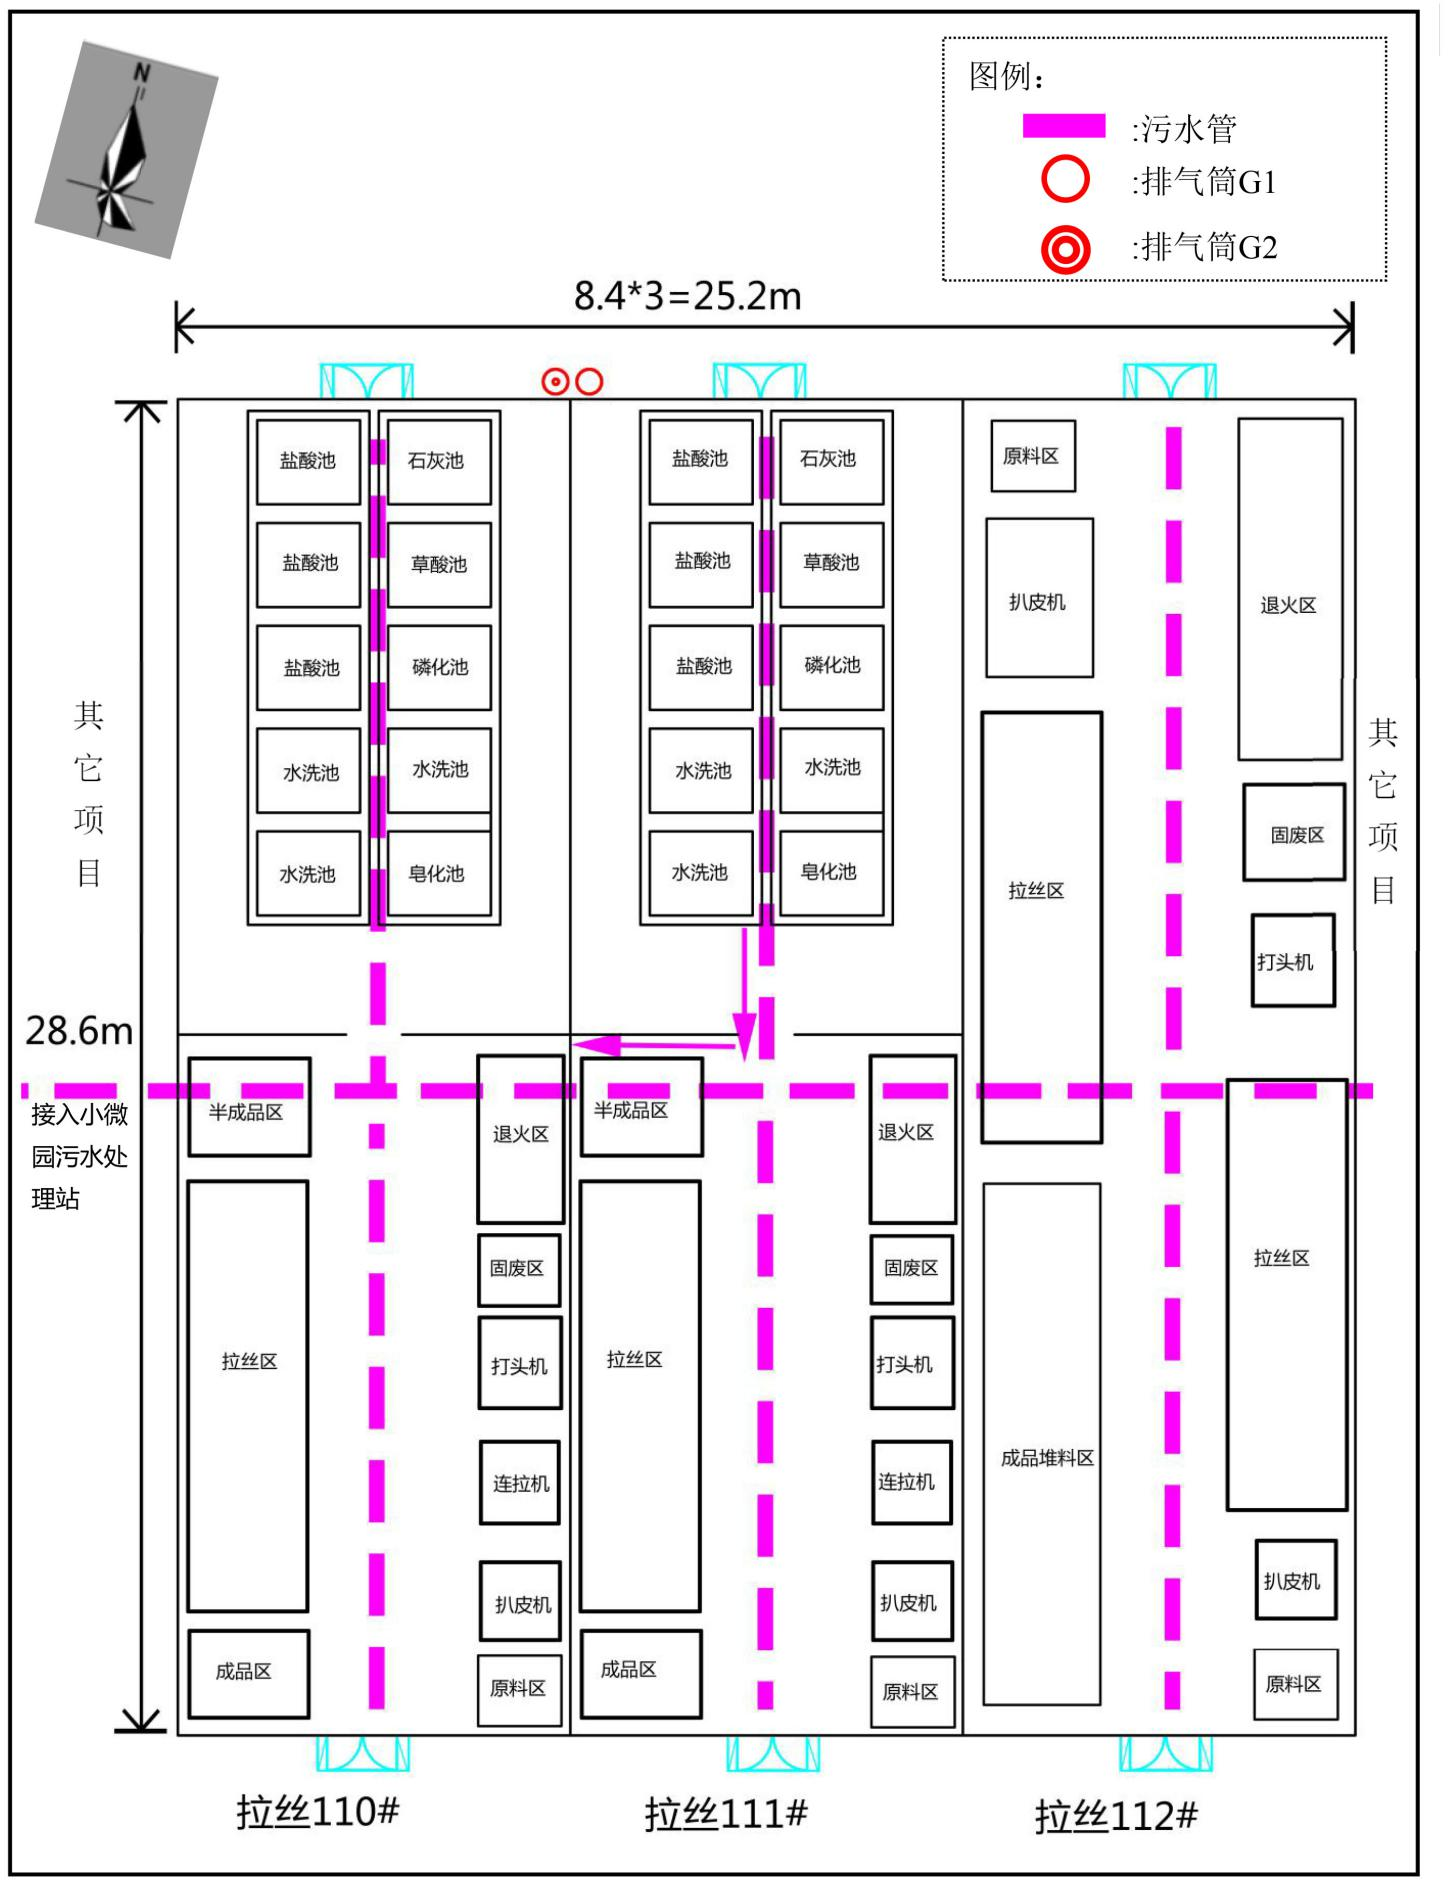 N
图例：
:污水管
:排气筒G1
:排气筒G2
8.4*3=25.2m
盐酸池
石灰池
盐酸池
草酸池
盐酸池
磷化池
水洗池
水洗池
水洗池
皂化池
盐酸池
石灰池
盐酸池
草酸池
盐酸池
磷化池
水洗池
水洗池
水洗池
皂化池
原料区
扒皮机
退火区
拉丝区
固废区
打头机
其它项目
其它项目
28.6m
接入小微
园污水处
理站
半成品区
退火区
固废区
拉丝区
打头机
连拉机
扒皮机
成品区
原料区
半成品区
退火区
固废区
拉丝区
打头机
连拉机
扒皮机
成品区
原料区
拉丝区
成品堆料区
扒皮机
原料区
拉丝110#
拉丝111#
拉丝112#